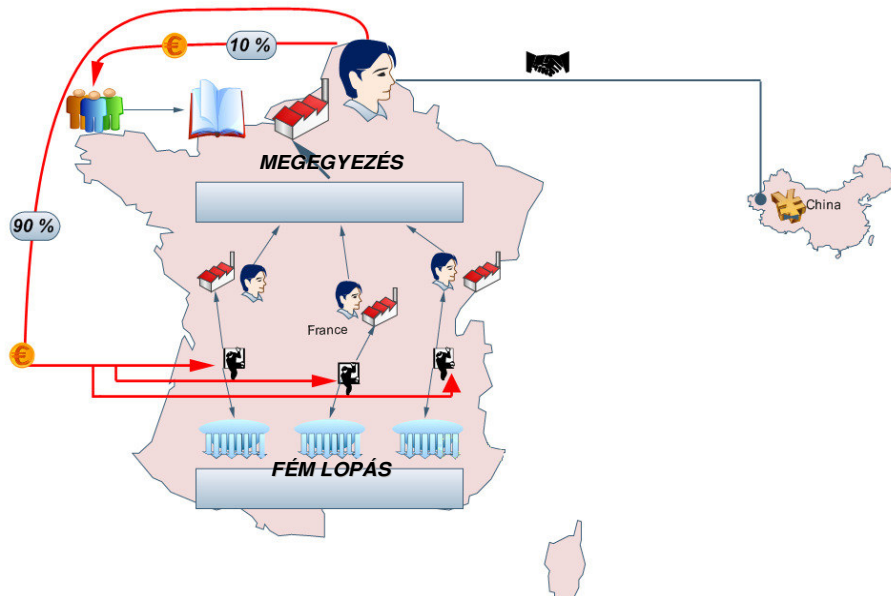 10 %
MEGEGYEZÉS
China
90 %
France
FÉM LOPÁS